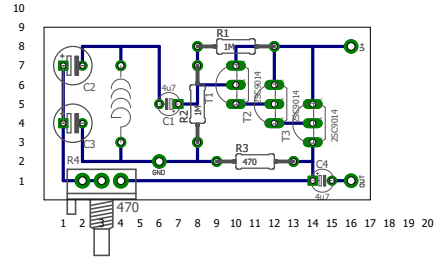 10
9
8
7
6
5
4
3
2
1
R1
1M
+9V
C2
4u7
C1
T1
2SC9014
T2
2SC9014
T3
2SC9014
R2
1M
C3
R4
GND
R3
470
C4
4u7
OUT
470
1 2 3 4 5 6 7 8 9 10 11 12 13 14 15 16 17 18 19 20